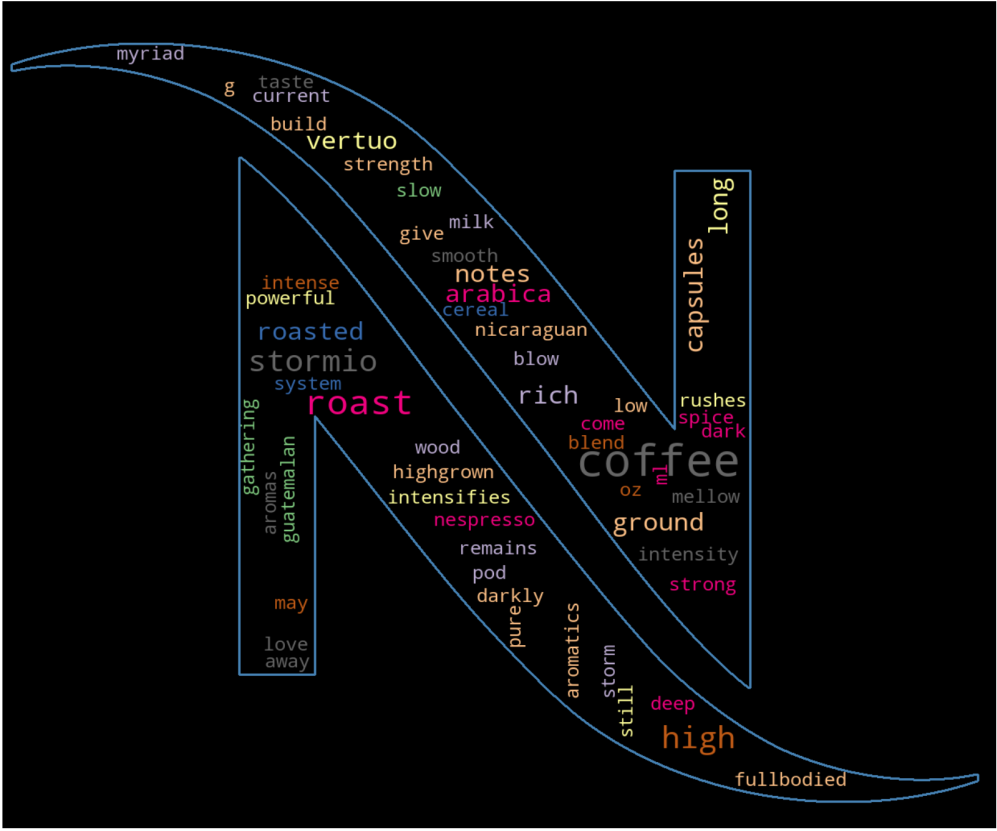 myriad
taste
g
current
build
vertuo
strength
slow
long
milk
give
capsules
smooth
notes
intense
arabica
powerful
cereal
nicaraguan
roasted
blow
stormio
system
rich
rushes
roast
low
spice
come
dark
gathering
blend
wood
coffee
highgrown
ml
guatemalan
aromas
oz
intensifies
mellow
nespresso
ground
remains
intensity
pod
strong
darkly
may
pure
aromatics
love
away
storm
still
deep
high
fullbodied